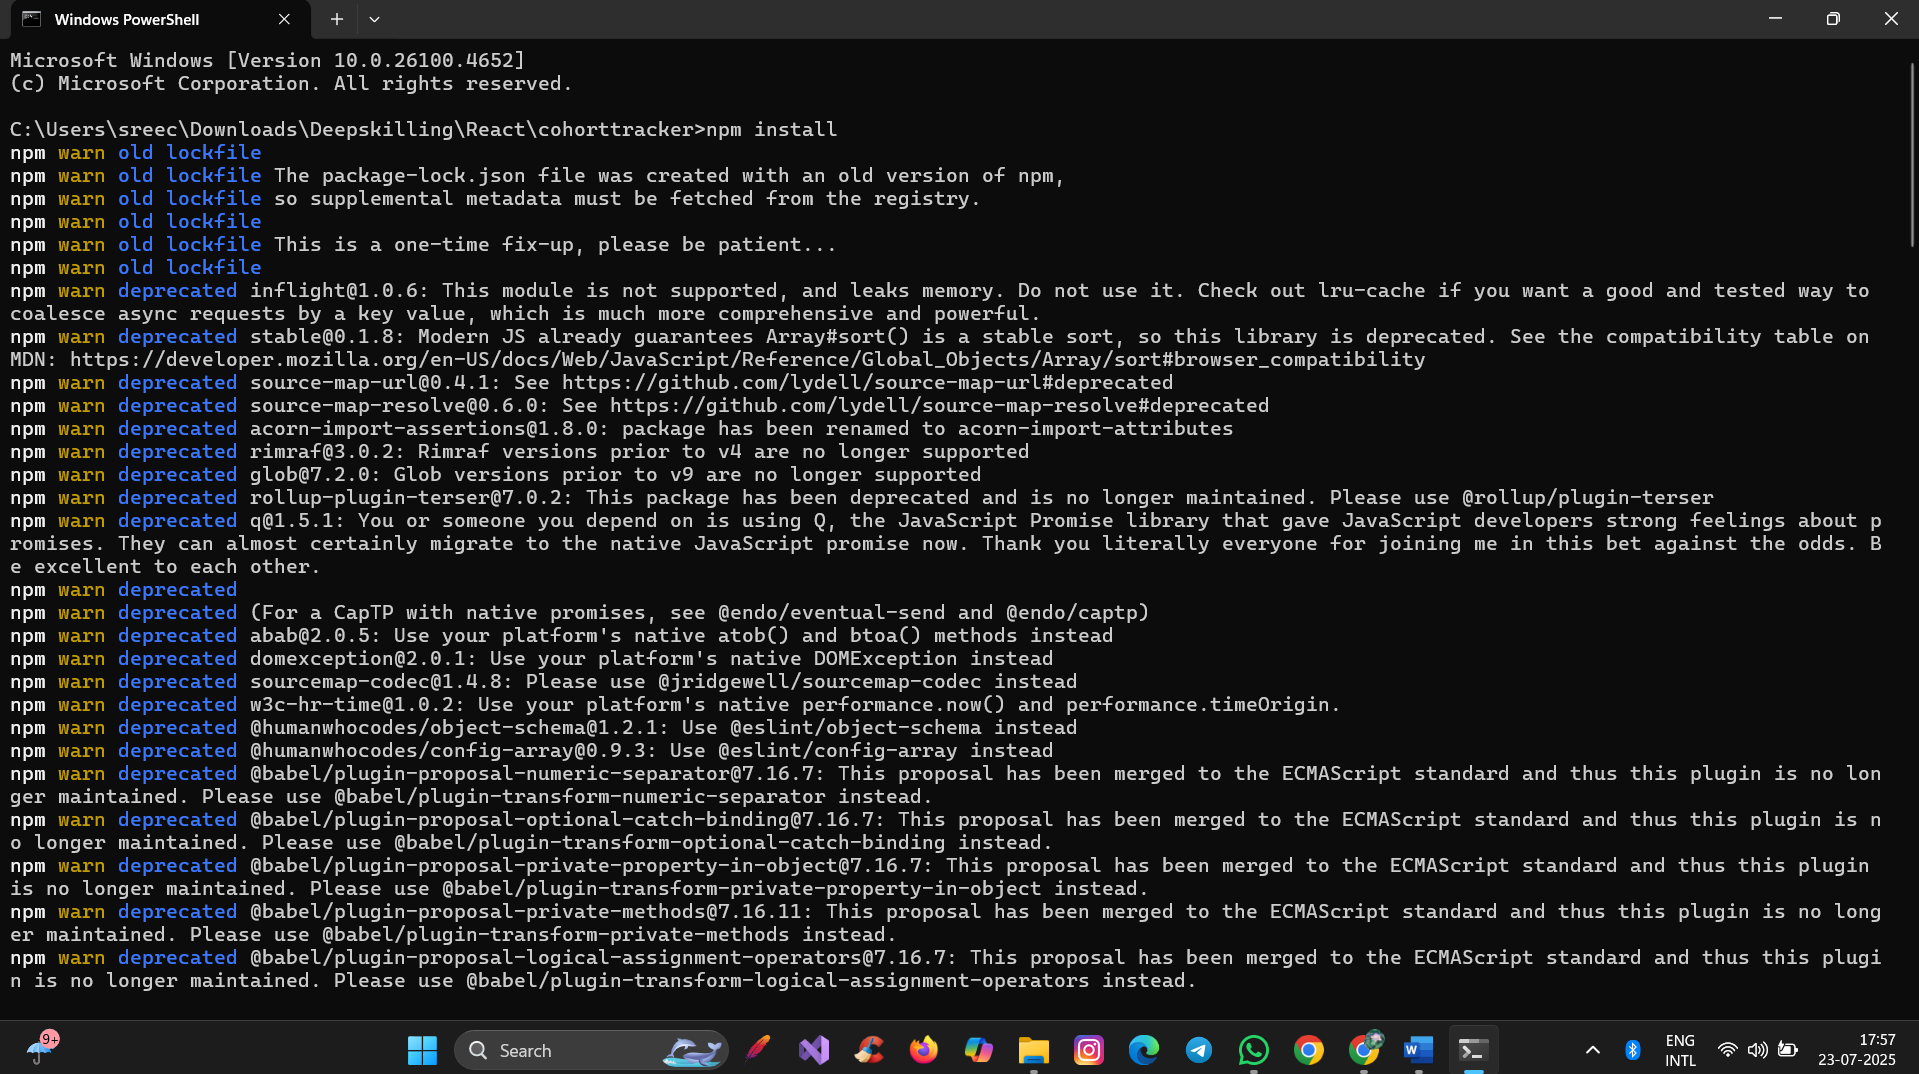 Windows PowerShell
Microsoft Windows [Version 10.0.26100.4652]
(c) Microsoft Corporation. All rights reserved.
C:\Users\sreec\Downloads\Deepskilling\React\cohorttracker>npm install
npm warn old lockfile
npm warn old lockfile The package-lock.json file was created with an old version of npm,
npm warn old lockfile so supplemental metadata must be fetched from the registry.
npm warn old lockfile
npm warn old lockfile This is a one-time fix-up, please be patient...
npm warn old lockfile
npm warn deprecated inflight@1.0.6: This module is not supported, and leaks memory. Do not use it. Check out lru-cache if you want a good and tested way to
coalesce async requests by a key value, which is much more comprehensive and powerful.
npm warn deprecated stable@0.1.8: Modern JS already guarantees Array#sort() is a stable sort, so this library is deprecated. See the compatibility table on
MDN: https://developer.mozilla.org/en-US/docs/Web/JavaScript/Reference/Global_Objects/Array/sort#browser_compatibility
npm warn deprecated source-map-url@0.4.1: See https://github.com/lydell/source-map-url#deprecated
npm warn deprecated source-map-resolve@0.6.0: See https://github.com/lydell/source-map-resolve#deprecated
npm warn deprecated acorn-import-assertions@1.8.0: package has been renamed to acorn-import-attributes
npm warn deprecated rimraf@3.0.2: Rimraf versions prior to v4 are no longer supported
npm warn deprecated glob@7.2.0: Glob versions prior to v9 are no longer supported
npm warn deprecated rollup-plugin-terser@7.0.2: This package has been deprecated and is no longer maintained. Please use @rollup/plugin-terser
npm warn deprecated q@1.5.1: You or someone you depend on is using Q, the JavaScript Promise library that gave JavaScript developers strong feelings about p
romises. They can almost certainly migrate to the native JavaScript promise now. Thank you literally everyone for joining me in this bet against the odds. B
e excellent to each other.
npm warn deprecated
npm warn deprecated (For a CapTP with native promises, see @endo/eventual-send and @endo/captp)
npm warn deprecated abab@2.0.5: Use your platform's native atob() and btoa() methods instead
npm warn deprecated domexception@2.0.1: Use your platform's native DOMException instead
npm warn deprecated sourcemap-codec@1.4.8: Please use @jridgewell/sourcemap-codec instead
npm warn deprecated w3c-hr-time@1.0.2: Use your platform's native performance.now() and performance.timeOrigin.
npm warn deprecated @humanwhocodes/object-schema@1.2.1: Use @eslint/object-schema instead
npm warn deprecated @humanwhocodes/config-array@0.9.3: Use @eslint/config-array instead
npm warn deprecated @babel/plugin-proposal-numeric-separator@7.16.7: This proposal has been merged to the ECMAScript standard and thus this plugin is no lon
ger maintained. Please use @babel/plugin-transform-numeric-separator instead.
npm warn deprecated @babel/plugin-proposal-optional-catch-binding@7.16.7: This proposal has been merged to the ECMAScript standard and thus this plugin is n
o longer maintained. Please use @babel/plugin-transform-optional-catch-binding instead.
npm warn deprecated @babel/plugin-proposal-private-property-in-object@7.16.7: This proposal has been merged to the ECMAScript standard and thus this plugin
is no longer maintained. Please use @babel/plugin-transform-private-property-in-object instead.
npm warn deprecated @babel/plugin-proposal-private-methods@7.16.11: This proposal has been merged to the ECMAScript standard and thus this plugin is no long
er maintained. Please use @babel/plugin-transform-private-methods instead.
npm warn deprecated @babel/plugin-proposal-logical-assignment-operators@7.16.7: This proposal has been merged to the ECMAScript standard and thus this plugi
n is no longer maintained. Please use @babel/plugin-transform-logical-assignment-operators instead.
9+
Search
ENG
INTL
17:57
23-07-2025